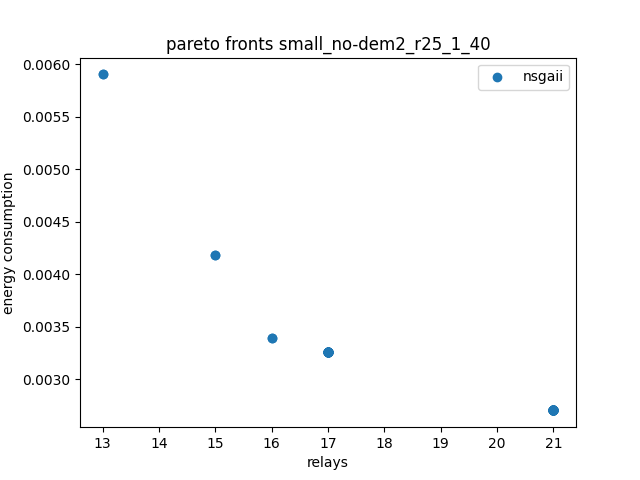 pareto fronts small_no-dem2_r25_1_40
nsgaii
energy consumption
0.0060
0.0055
0.0050
0.0045
0.0040
0.0035
0.0030
13 14 15 16 17 18 19 20 21
relays